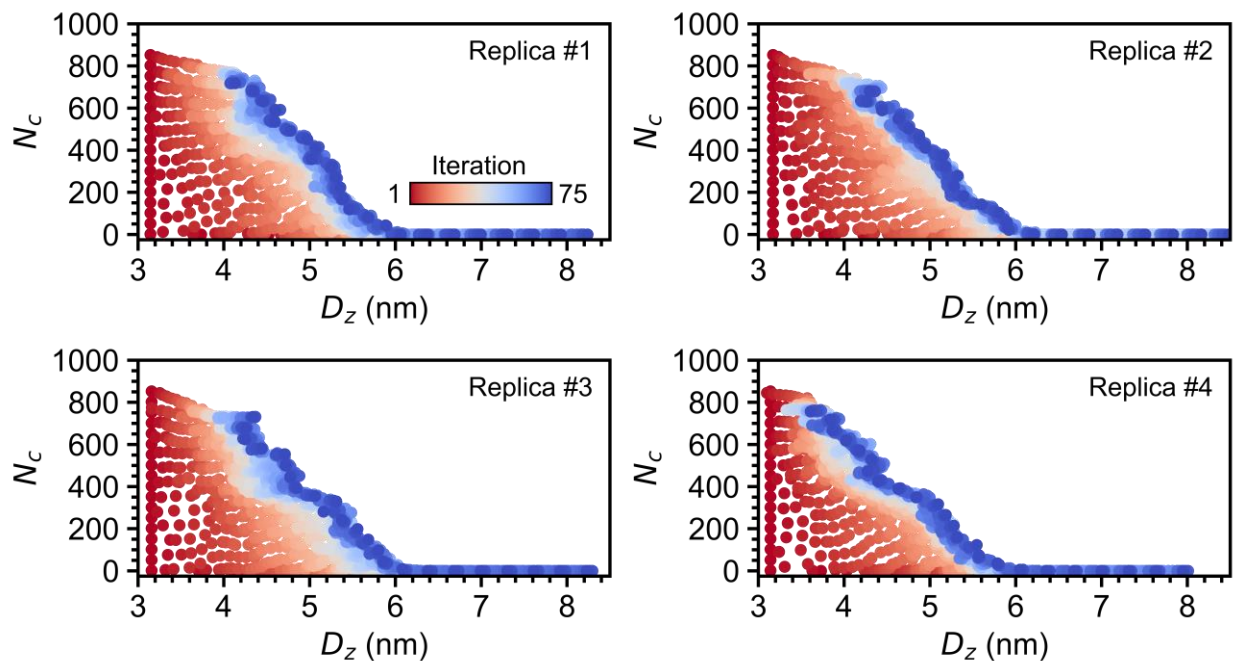 1000
800
600
400
200
0
N_c
Replica #1
Iteration
1 75
3 4 5 6 7 8
D_z (nm)
1000
800
600
400
200
0
N_c
Replica #2
3 4 5 6 7 8
D_z (nm)
1000
800
600
400
200
0
N_c
Replica #3
3 4 5 6 7 8
D_z (nm)
1000
800
600
400
200
0
N_c
Replica #4
3 4 5 6 7 8
D_z (nm)